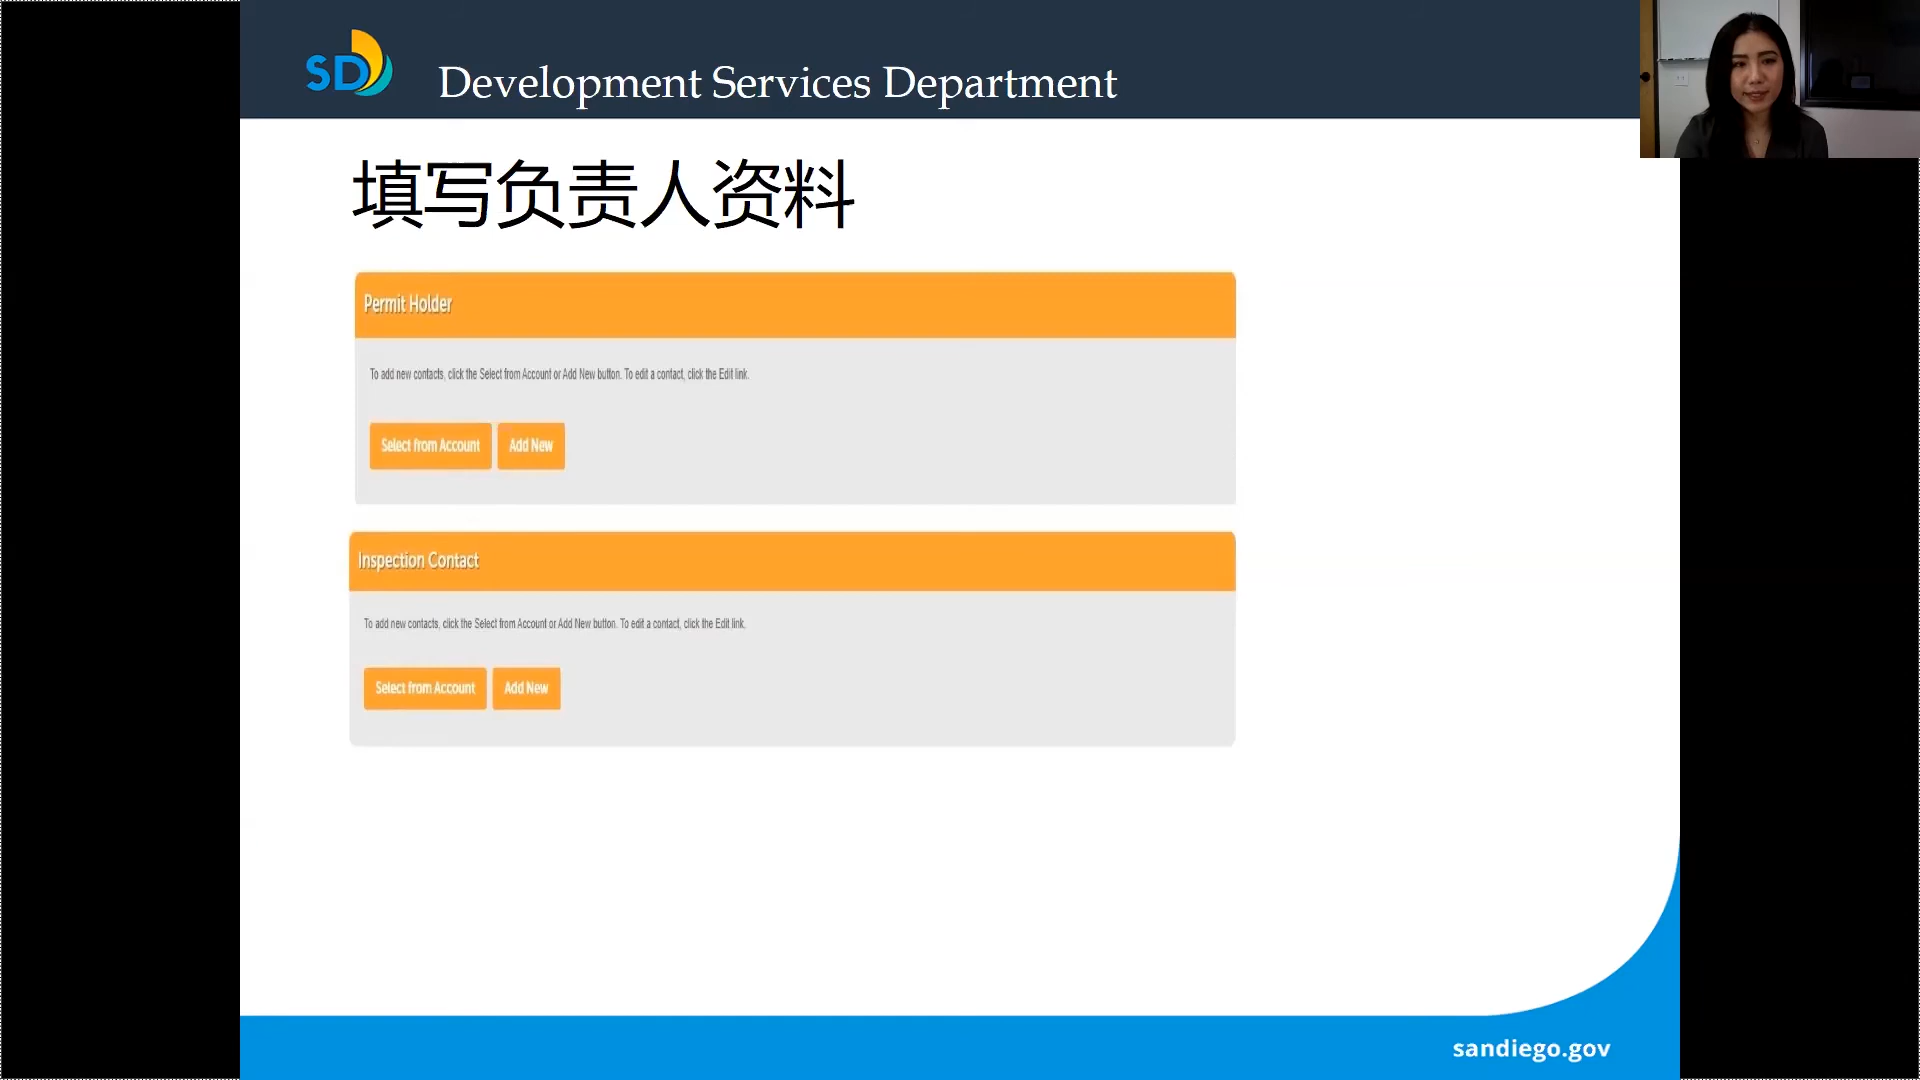 SD
Development Services Department
填写负责人资料
Permit Holder
To add new contacts, click the Select from Account or Add New button. To edit a contact, click the Edit link.
Select from Account Add New
Inspection Contact
To add new contacts, click the Select from Account or Add New button. To edit a contact, click the Edit link.
Select from Account Add New
sandiego.gov